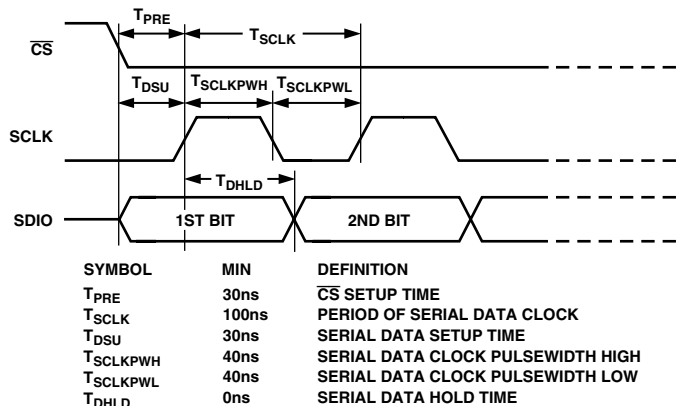 TPRE
TSCLK
CS
TDSU
TSCLKPWH
TSCLKPWL
SCLK
TDHLD
SDIO
1ST BIT
2ND BIT
SYMBOL MIN DEFINITION
TPRE 30ns CS SETUP TIME
TSCLK 100ns PERIOD OF SERIAL DATA CLOCK
TDSU 30ns SERIAL DATA SETUP TIME
TSCLKPWH 40ns SERIAL DATA CLOCK PULSEWIDTH HIGH
TSCLKPWL 40ns SERIAL DATA CLOCK PULSEWIDTH LOW
TDHLD 0ns SERIAL DATA HOLD TIME